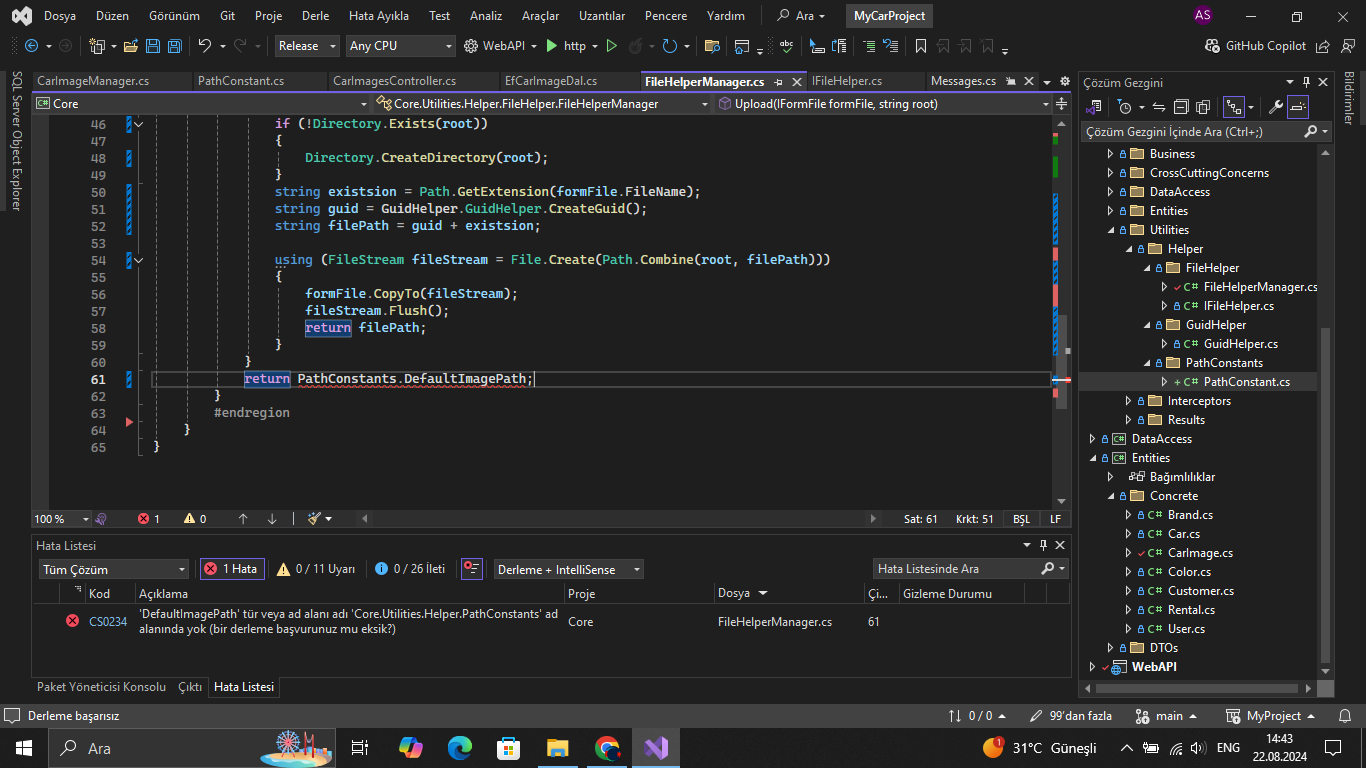 Dosya Düzen Görünüm Git Proje Derle Hata Ayıkla Test Analiz Araçlar Uzantılar Pencere Yardım Ara MyCarProject AS
Release Any CPU WebAPI http GitHub Copilot
SQL Server Object Explorer
CarImageManager.cs PathConstant.cs CarImagesController.cs EfCarImageDal.cs FileHelperManager.cs IFileHelper.cs Messages.cs
Core Core.Utilities.Helper.FileHelper.FileHelperManager Upload(IFormFile formFile, string root)
46 if (!Directory.Exists(root))
47 {
48 Directory.CreateDirectory(root);
49 }
50 string existsion = Path.GetExtension(formFile.FileName);
51 string guid = GuidHelper.GuidHelper.CreateGuid();
52 string filePath = guid + existsion;
53
54 using (FileStream fileStream = File.Create(Path.Combine(root, filePath)))
55 {
56 formFile.CopyTo(fileStream);
57 fileStream.Flush();
58 return filePath;
59 }
60 }
61 return PathConstants.DefaultImagePath;
62 }
63 #endregion
64 }
65 }
100 % 1 0 Sat: 61 Krkt: 51 BŞL LF
Hata Listesi
Tüm Çözüm 1 Hata 0 / 11 Uyarı 0 / 26 İleti Derleme + IntelliSense Hata Listesinde Ara
Kod Açıklama Proje Dosya Çi... Gizleme Durumu
CS0234 'DefaultImagePath' tür veya ad alanı adı 'Core.Utilities.Helper.PathConstants' ad
alanında yok (bir derleme başvurunuz mu eksik?) Core FileHelperManager.cs 61
Paket Yöneticisi Konsolu Çıktı Hata Listesi
Çözüm Gezgini
Çözüm Gezgini İçinde Ara (Ctrl+;)
Business
CrossCuttingConcerns
DataAccess
Entities
Utilities
Helper
FileHelper
C# FileHelperManager.cs
C# IFileHelper.cs
GuidHelper
C# GuidHelper.cs
PathConstants
+ C# PathConstant.cs
Interceptors
Results
C# DataAccess
C# Entities
Bağımlılıklar
Concrete
C# Brand.cs
C# Car.cs
C# CarImage.cs
C# Color.cs
C# Customer.cs
C# Rental.cs
C# User.cs
DTOs
WebAPI
Bildirimler
Derleme başarısız 0 / 0 99'dan fazla main MyProject
Ara 1 31°C Güneşli ENG 14:43
22.08.2024